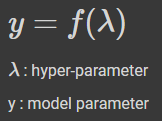 y = f(λ)
λ : hyper-parameter
y : model parameter